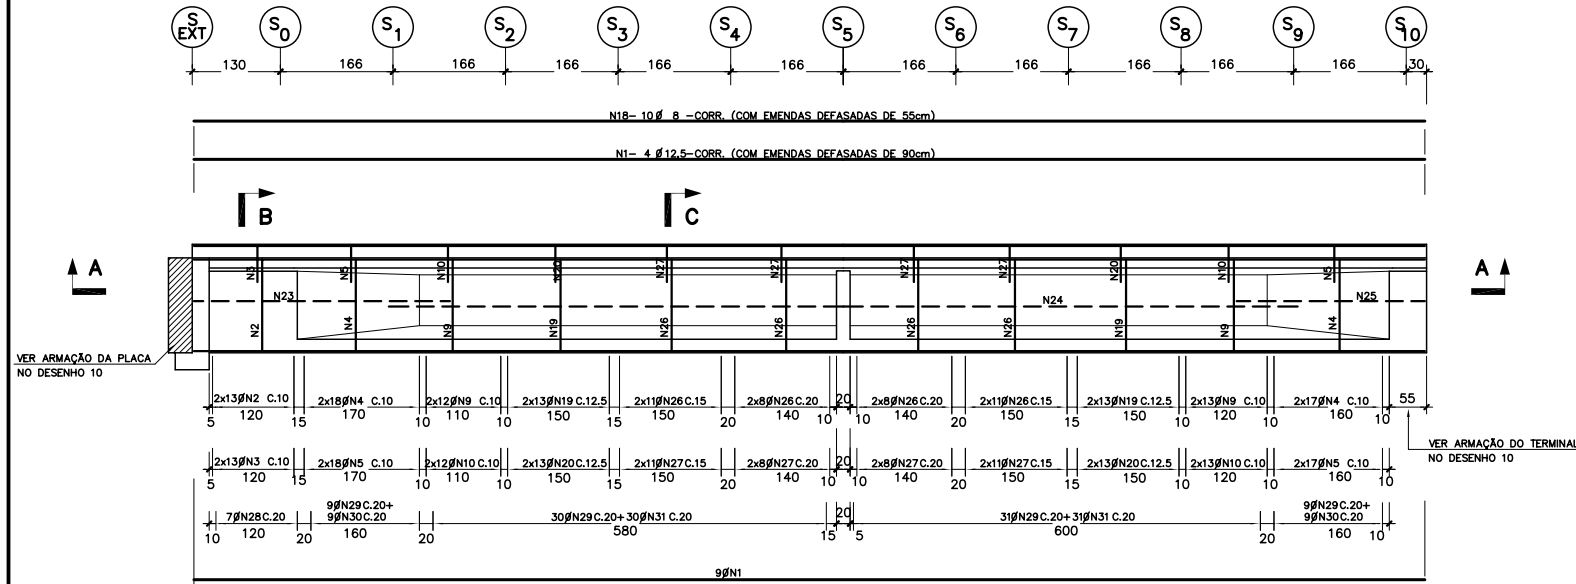 S EXT S0 S1 S2 S3 S4 S5 S6 S7 S8 S9 S10
130 166 166 166 166 166 166 166 166 166 166 30
N18- 10 Ø 8 -CORR. (COM EMENDAS DEFASADAS DE 55cm)
N1- 4 Ø 12.5-CORR. (COM EMENDAS DEFASADAS DE 90cm)
B C
A A
N3 N5 N10 N20 N27 N27 N27 N27 N20 N10 N5
N23 N24 N25
N2 N4 N9 N19 N26 N26 N26 N26 N19 N9 N4
VER ARMAÇÃO DA PLACA
NO DESENHO 10
2x13ØN2 C.10 2x18ØN4 C.10 2x12ØN9 C.10 2x13ØN19 C.12.5 2x11ØN26 C.15 2x8ØN26 C.20 20 2x8ØN26 C.20 2x11ØN26 C.15 2x13ØN19 C.12.5 2x13ØN9 C.10 2x17ØN4 C.10 55
5 120 15 170 10 110 10 150 15 150 20 140 10 10 140 20 150 15 150 10 120 10 160 10
VER ARMAÇÃO DO TERMINAL
NO DESENHO 10
2x13ØN3 C.10 2x18ØN5 C.10 2x12ØN10 C.10 2x13ØN20 C.12.5 2x11ØN27 C.15 2x8ØN27 C.20 20 2x8ØN27 C.20 2x11ØN27 C.15 2x13ØN20 C.12.5 2x13ØN10 C.10 2x17ØN5 C.10
5 120 15 170 10 110 10 150 15 150 20 140 10 10 140 20 150 15 150 10 120 10 160 10
7ØN28 C.20 9ØN29 C.20+ 9ØN30 C.20 30ØN29 C.20+30ØN31 C.20 20 31ØN29 C.20+31ØN31 C.20 9ØN29 C.20+ 9ØN30 C.20
10 120 20 160 20 580 15 5 600 20 160 10
9ØN1